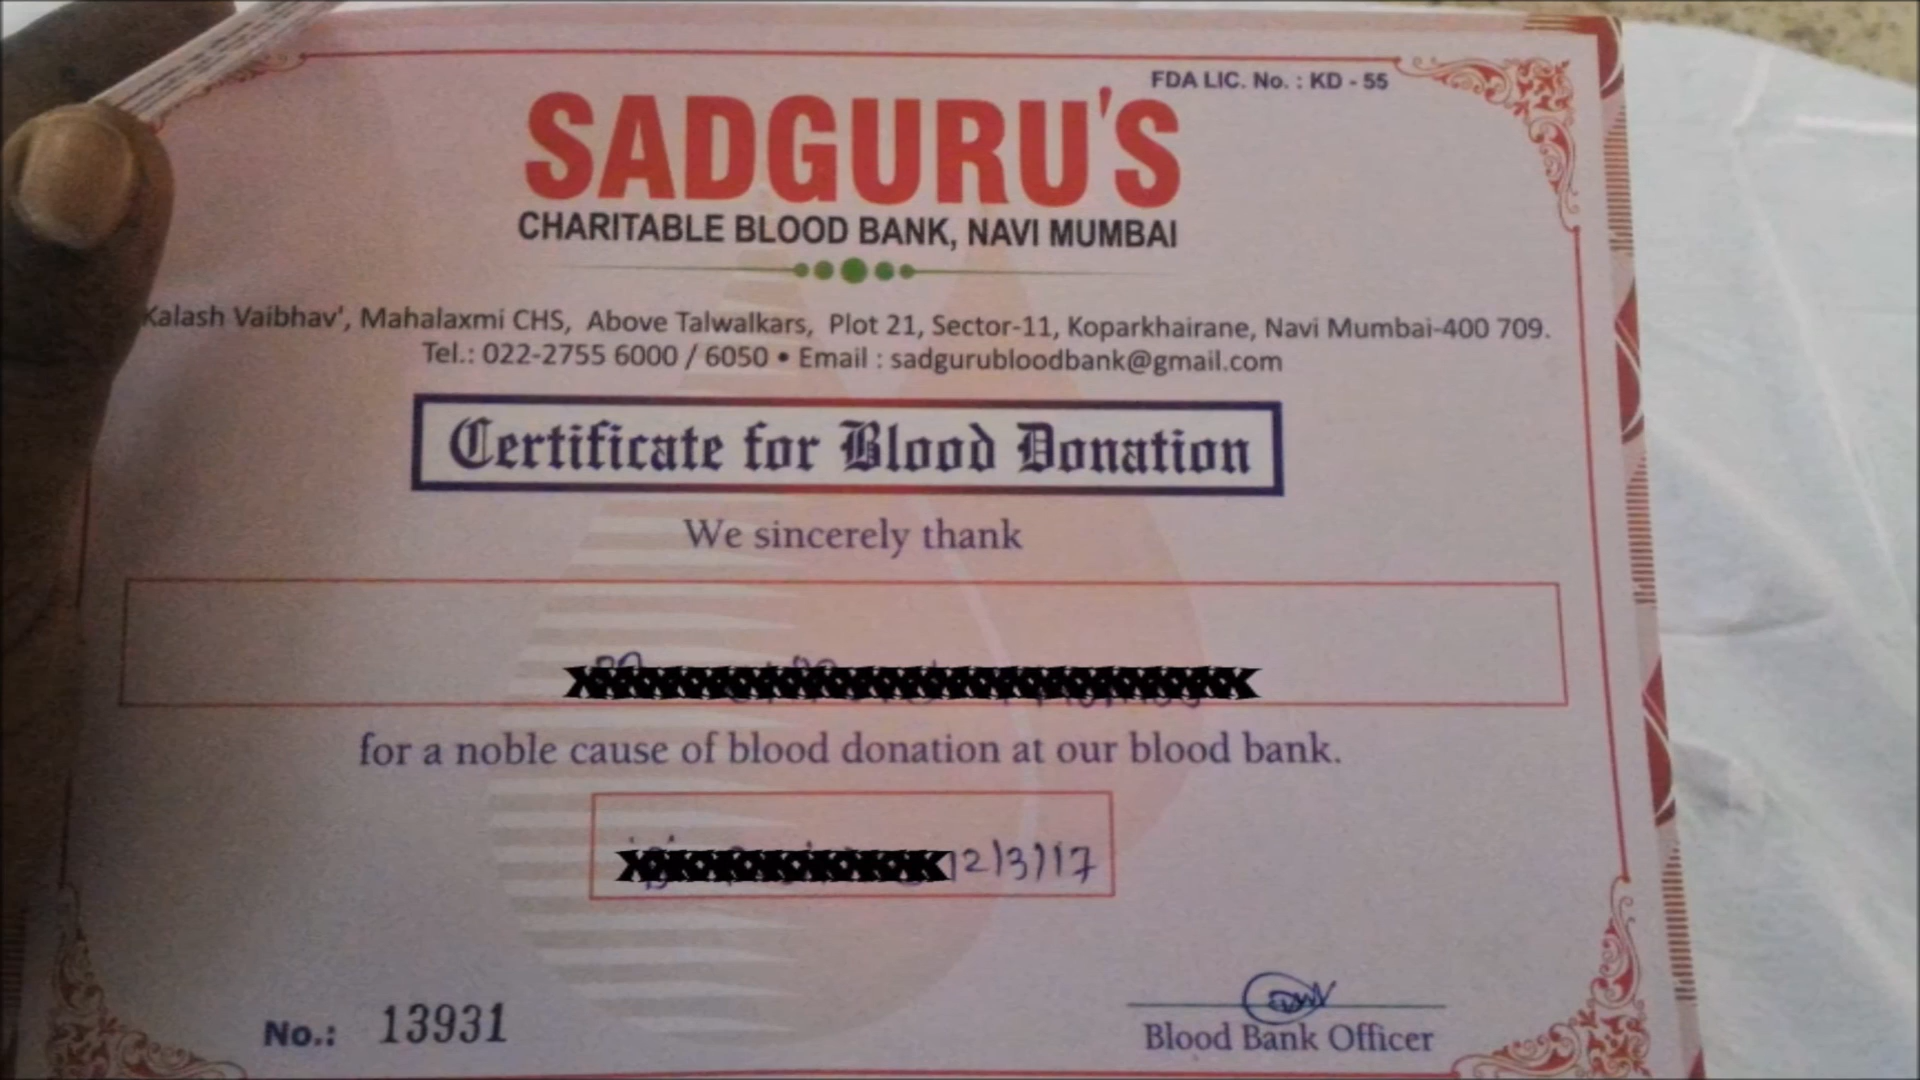 FDA LIC. No. : KD - 55
SADGURU'S
CHARITABLE BLOOD BANK, NAVI MUMBAI
Kalash Vaibhav', Mahalaxmi CHS, Above Talwalkars, Plot 21, Sector-11, Koparkhairane, Navi Mumbai-400 709.
Tel.: 022-2755 6000 / 6050 • Email : sadgurubloodbank@gmail.com
Certificate for Blood Donation
We sincerely thank
for a noble cause of blood donation at our blood bank.
12/3/17
No.: 13931
Blood Bank Officer